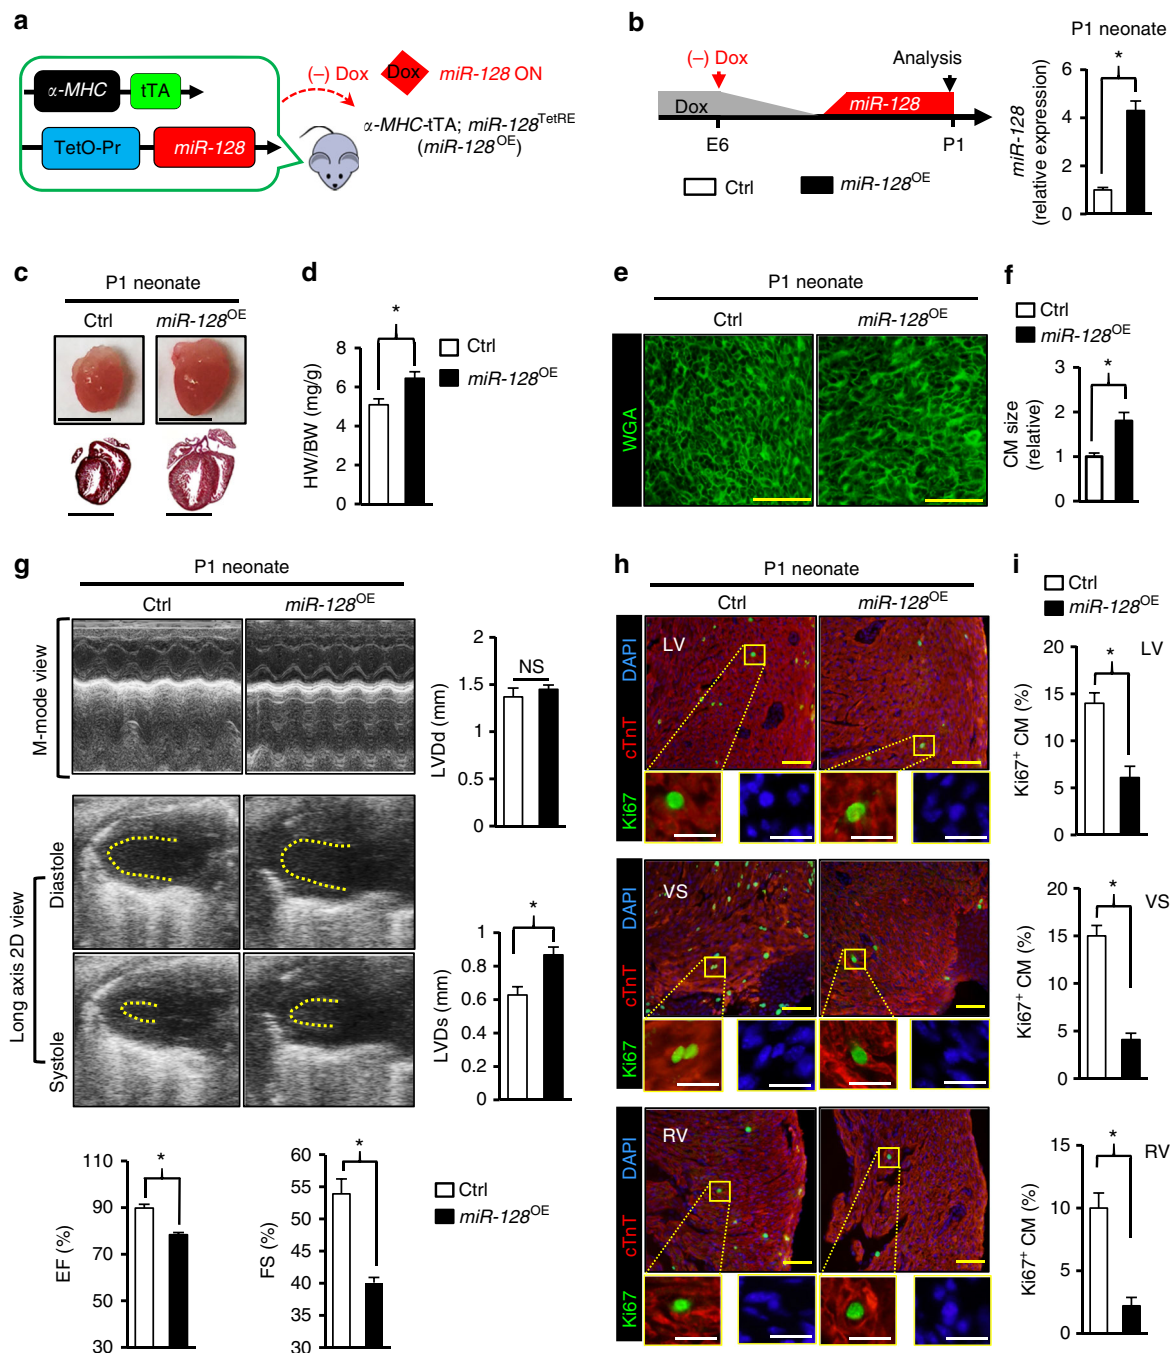 a
α-MHC
tTA
TetO-Pr
miR-128
(–) Dox
Dox
miR-128 ON
α-MHC-tTA; miR-128TetRE
(miR-128OE)
b
(–) Dox
Analysis
Dox
miR-128
E6
P1
Ctrl
miR-128OE
P1 neonate
*
6
4
2
0
miR-128
(relative expression)
c
P1 neonate
Ctrl
miR-128OE
d
*
8
6
4
2
0
HW/BW (mg/g)
Ctrl
miR-128OE
e
P1 neonate
Ctrl
miR-128OE
WGA
f
Ctrl
miR-128OE
*
3
2
1
0
CM size
(relative)
g
P1 neonate
Ctrl
miR-128OE
M-mode view
Long axis 2D view
Diastole
Systole
2
1.5
1
0.5
0
LVDd (mm)
NS
*
1
0.8
0.6
0.4
0.2
0
LVDs (mm)
*
110
90
70
50
30
EF (%)
*
60
55
50
45
40
35
30
FS (%)
Ctrl
miR-128OE
h
P1 neonate
Ctrl
miR-128OE
LV
Ki67 cTnT DAPI
VS
Ki67 cTnT DAPI
RV
Ki67 cTnT DAPI
i
Ctrl
miR-128OE
LV
*
20
15
10
5
0
Ki67+ CM (%)
VS
*
20
15
10
5
0
Ki67+ CM (%)
RV
*
15
10
5
0
Ki67+ CM (%)